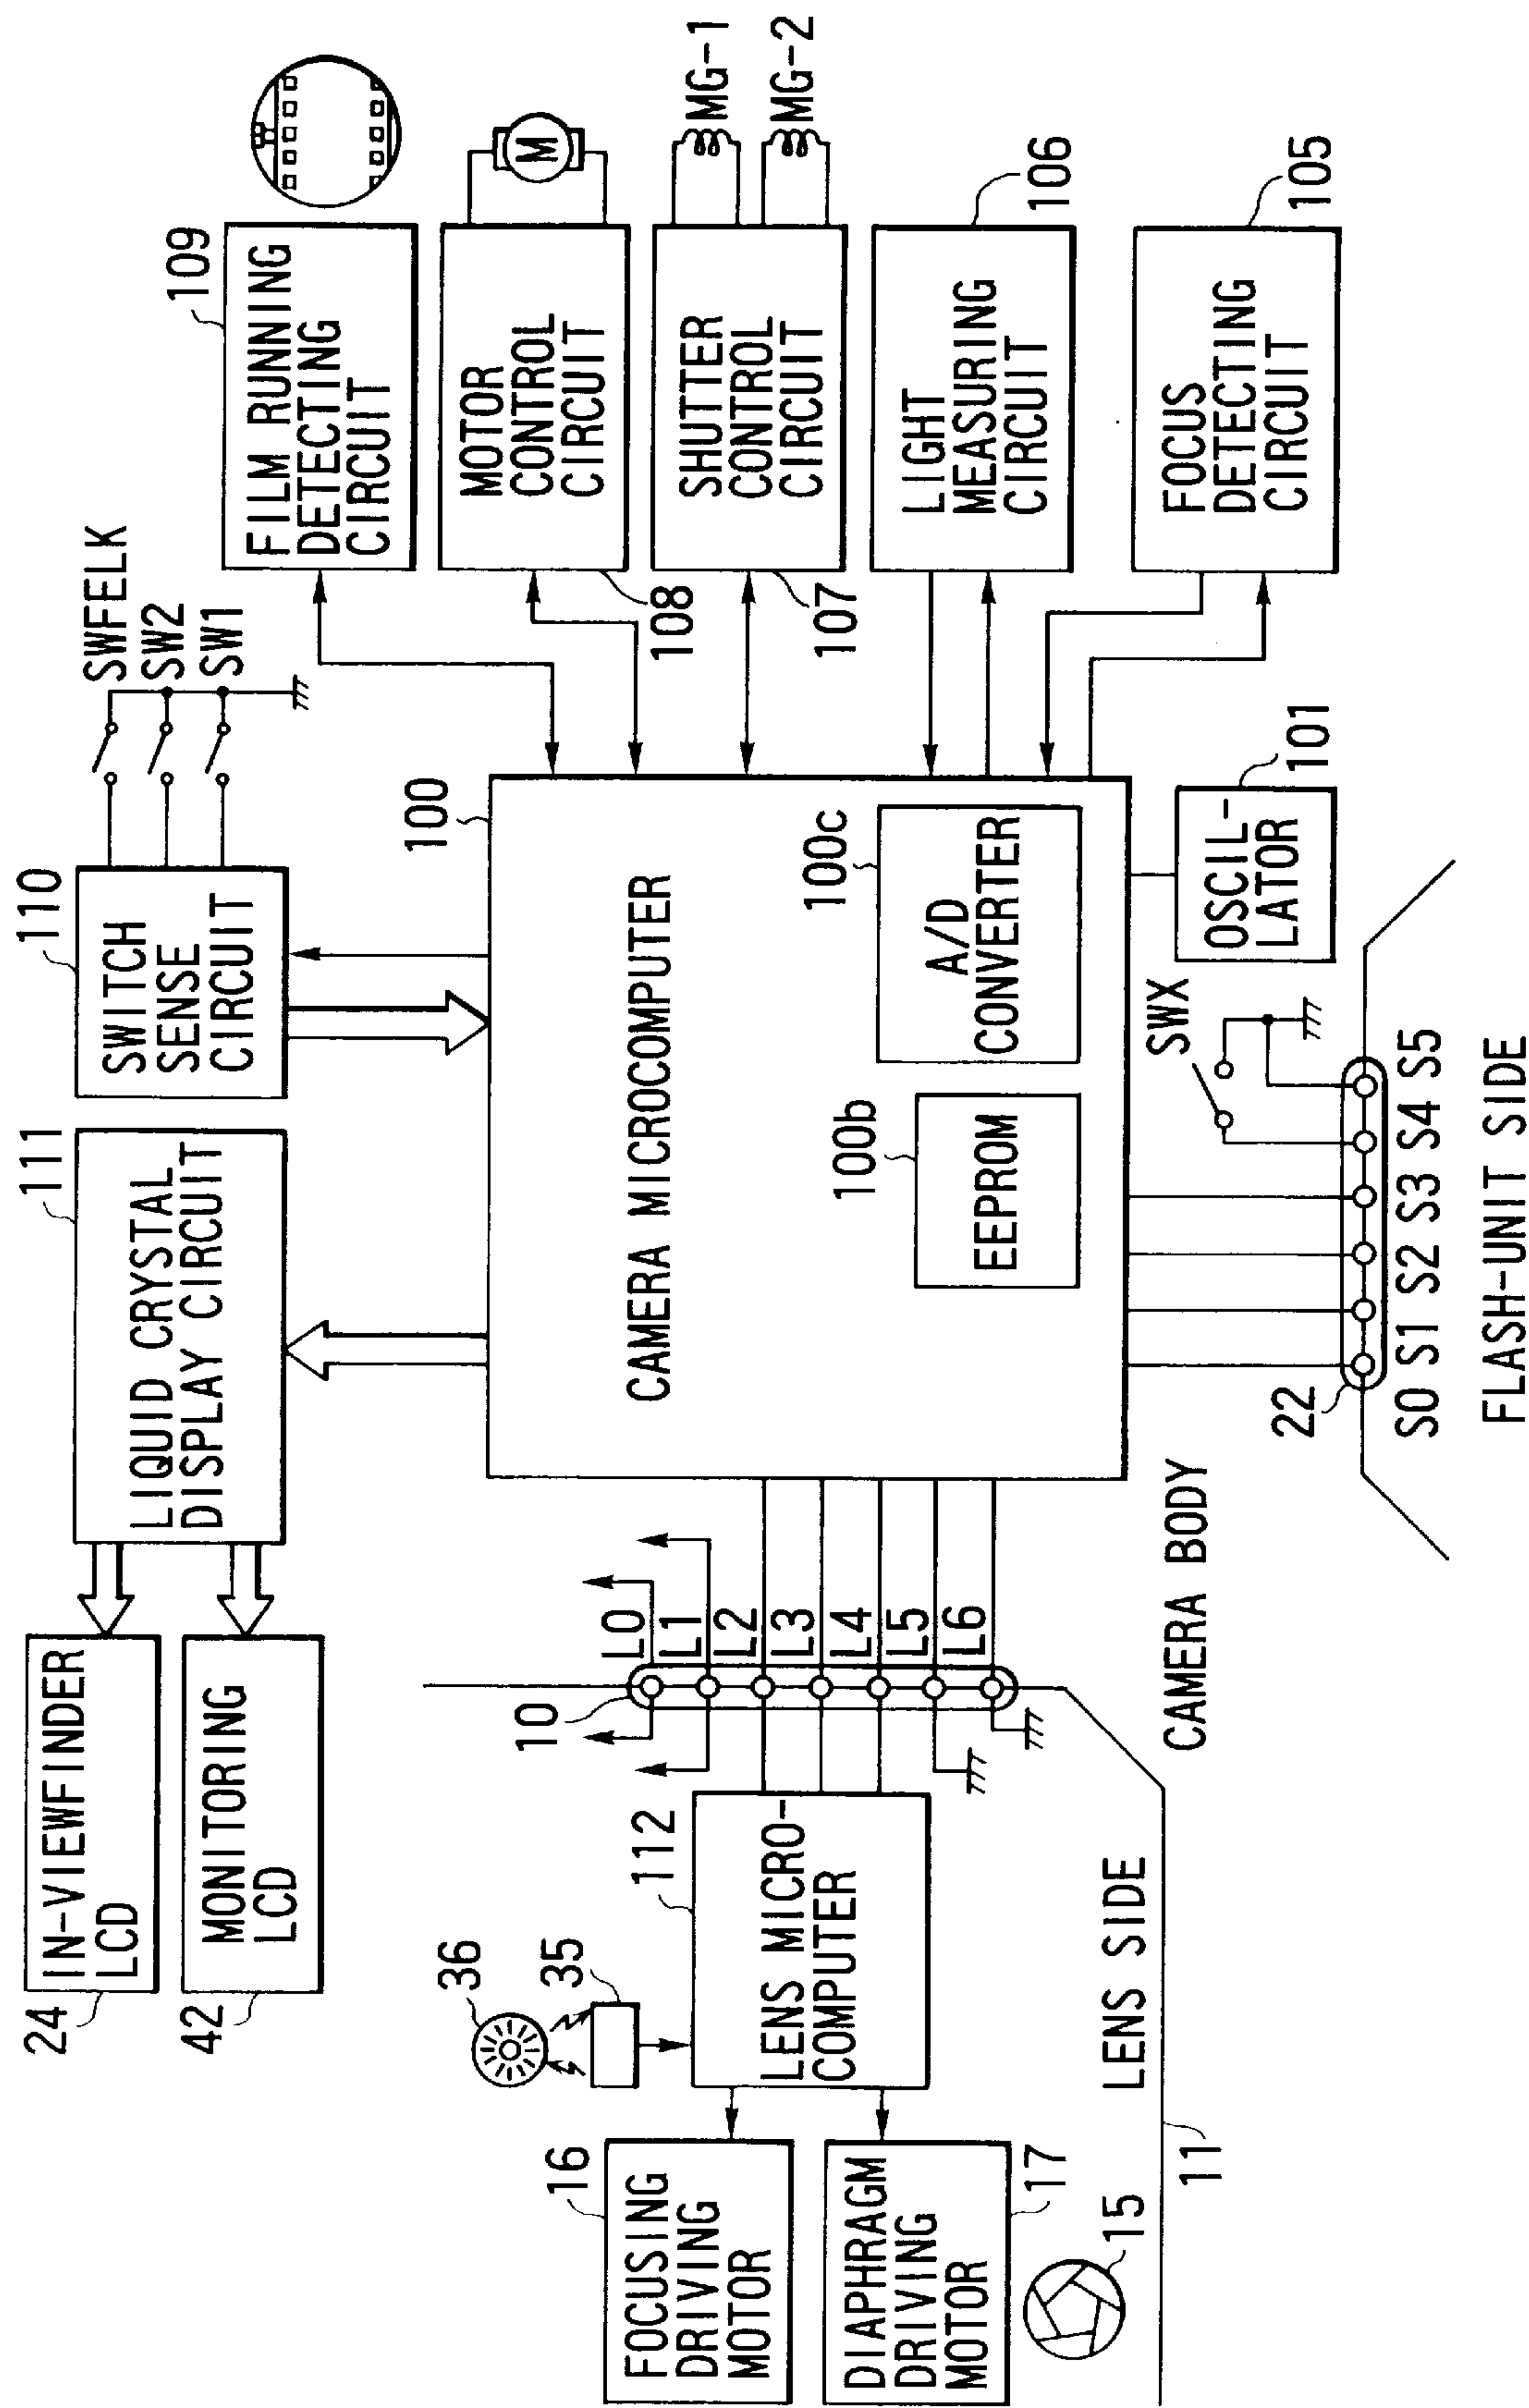 24
IN-VIEWFINDER
LCD
42
MONITORING
LCD
111
LIQUID CRYSTAL
DISPLAY CIRCUIT
110
SWITCH
SENSE
CIRCUIT
SWFELK
SW2
SW1
109
FILM RUNNING
DETECTING
CIRCUIT
108
MOTOR
CONTROL
CIRCUIT
M
107
SHUTTER
CONTROL
CIRCUIT
MG-1
MG-2
LIGHT
MEASURING
CIRCUIT
106
FOCUS
DETECTING
CIRCUIT
105
100
CAMERA MICROCOMPUTER
100b
EEPROM
100c
A/D
CONVERTER
OSCIL-
LATOR
101
10
L0
L1
L2
L3
L4
L5
L6
36
35
112
LENS MICRO-
COMPUTER
16
FOCUSING
DRIVING
MOTOR
DIAPHRAGM
DRIVING
MOTOR
17
15
LENS SIDE
11
CAMERA BODY
SWX
22
S0 S1 S2 S3 S4 S5
FLASH-UNIT SIDE